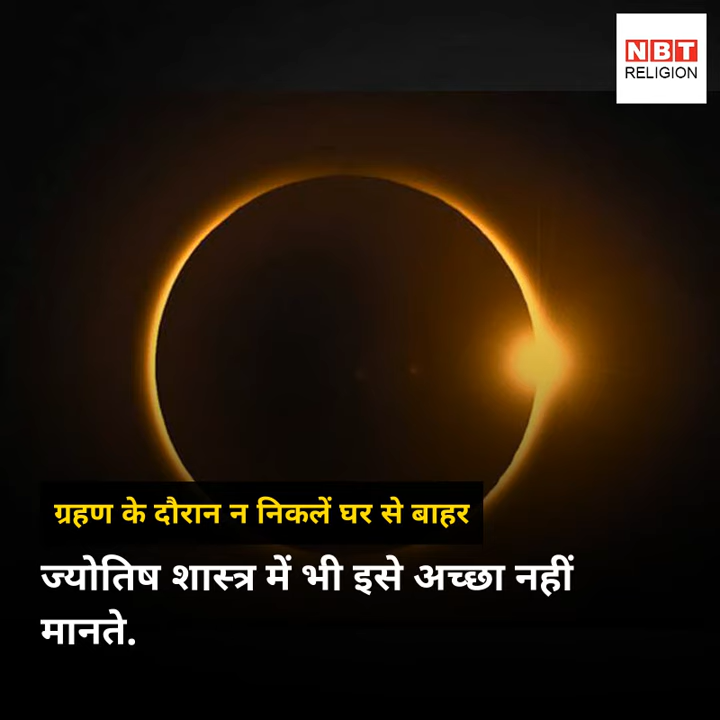 NBT
RELIGION
ग्रहण के दौरान न निकलें घर से बाहर
ज्योतिष शास्त्र में भी इसे अच्छा नहीं
मानते.